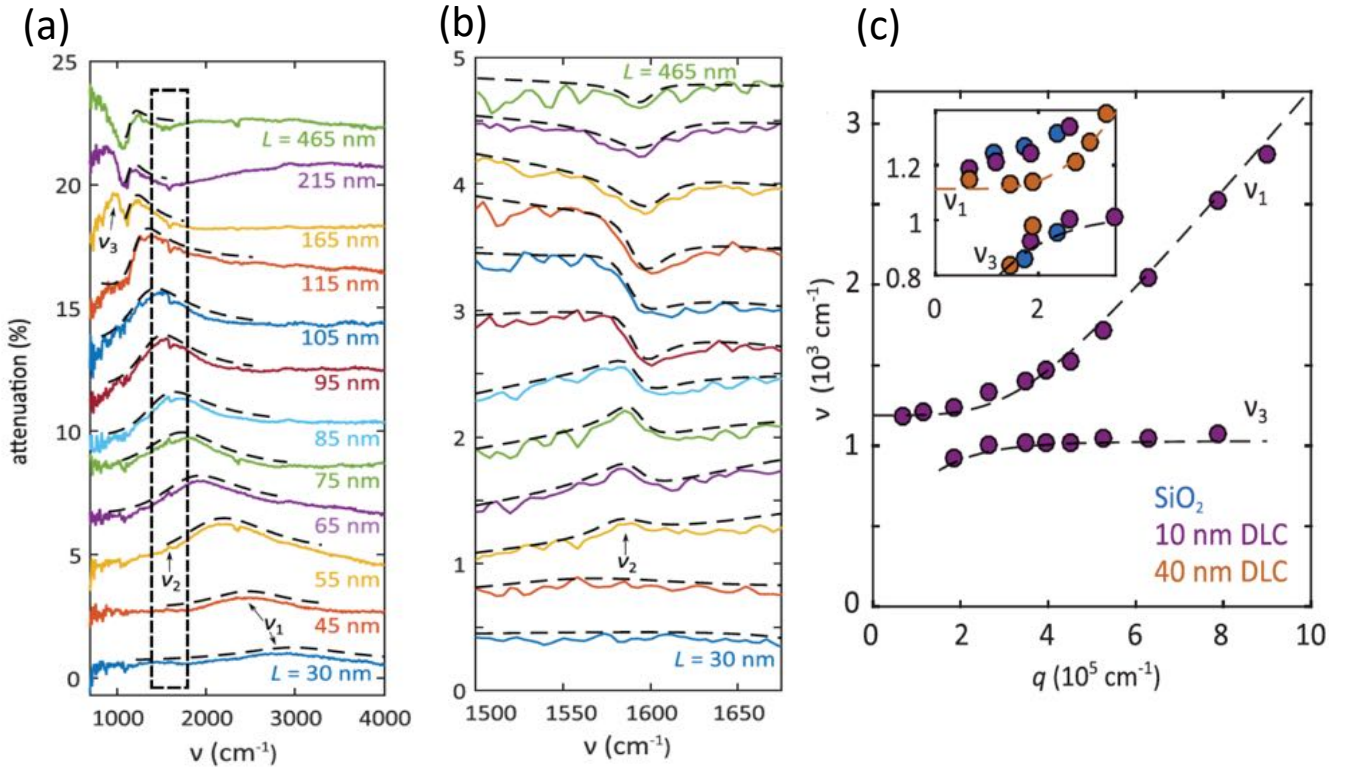 (a)
25
20
15
10
5
0
attenuation (%)
1000 2000 3000 4000
ν (cm⁻¹)
L = 465 nm
215 nm
165 nm
115 nm
105 nm
95 nm
85 nm
75 nm
65 nm
55 nm
45 nm
L = 30 nm
ν₃
ν₂
ν₁
(b)
5
4
3
2
1
0
1500 1550 1600 1650
ν (cm⁻¹)
L = 465 nm
ν₂
L = 30 nm
(c)
3
2
1
0
ν (10³ cm⁻¹)
0 2 4 6 8 10
q (10⁵ cm⁻¹)
1.2
1
0.8
0 2
ν₁
ν₃
ν₁
ν₃
SiO₂
10 nm DLC
40 nm DLC